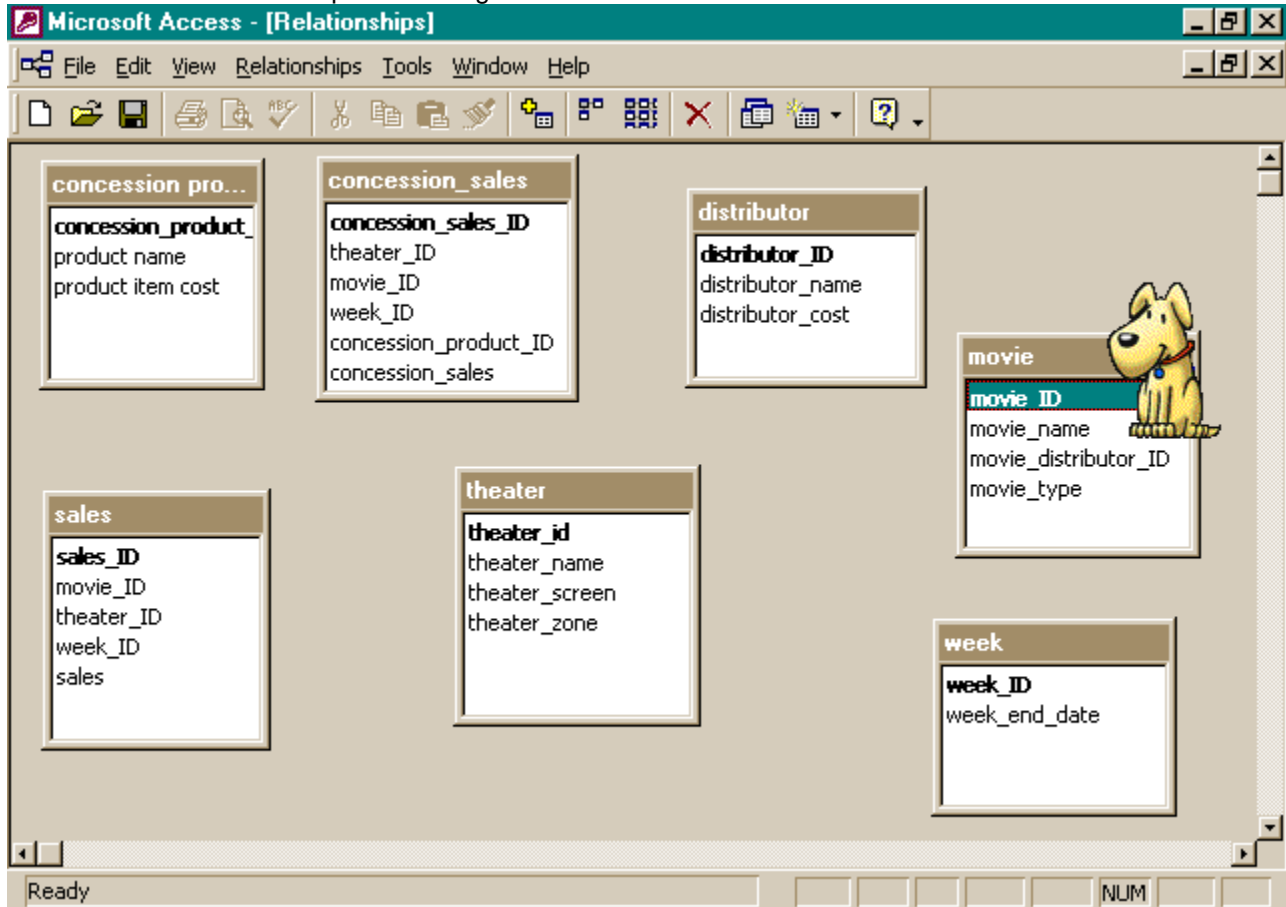 Microsoft Access - [Relationships]
File Edit View Relationships Tools Window Help
ABC
concession pro...
concession_product_
product name
product item cost
concession_sales
concession_sales_ID
theater_ID
movie_ID
week_ID
concession_product_ID
concession_sales
distributor
distributor_ID
distributor_name
distributor_cost
movie
movie_ID
movie_name
movie_distributor_ID
movie_type
sales
sales_ID
movie_ID
theater_ID
week_ID
sales
theater
theater_id
theater_name
theater_screen
theater_zone
week
week_ID
week_end_date
Ready
NUM